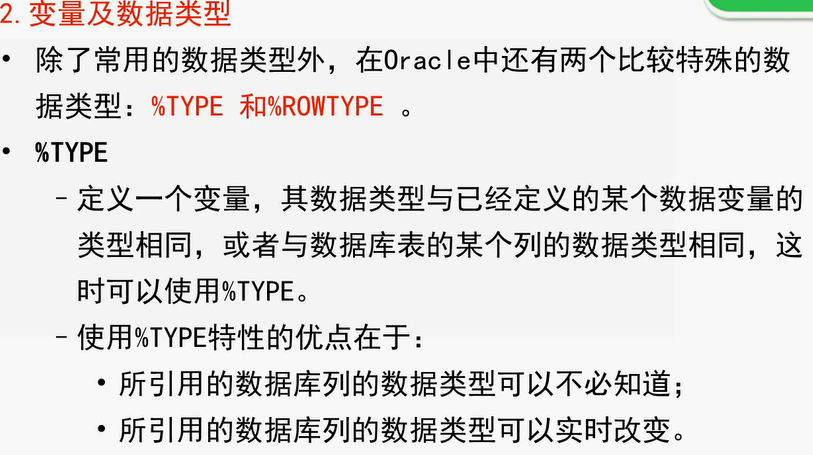 2.变量及数据类型
• 除了常用的数据类型外，在Oracle中还有两个比较特殊的数
据类型：%TYPE 和%ROWTYPE 。
• %TYPE
– 定义一个变量，其数据类型与已经定义的某个数据变量的
类型相同，或者与数据库表的某个列的数据类型相同，这
时可以使用%TYPE。
– 使用%TYPE特性的优点在于：
• 所引用的数据库列的数据类型可以不必知道；
• 所引用的数据库列的数据类型可以实时改变。